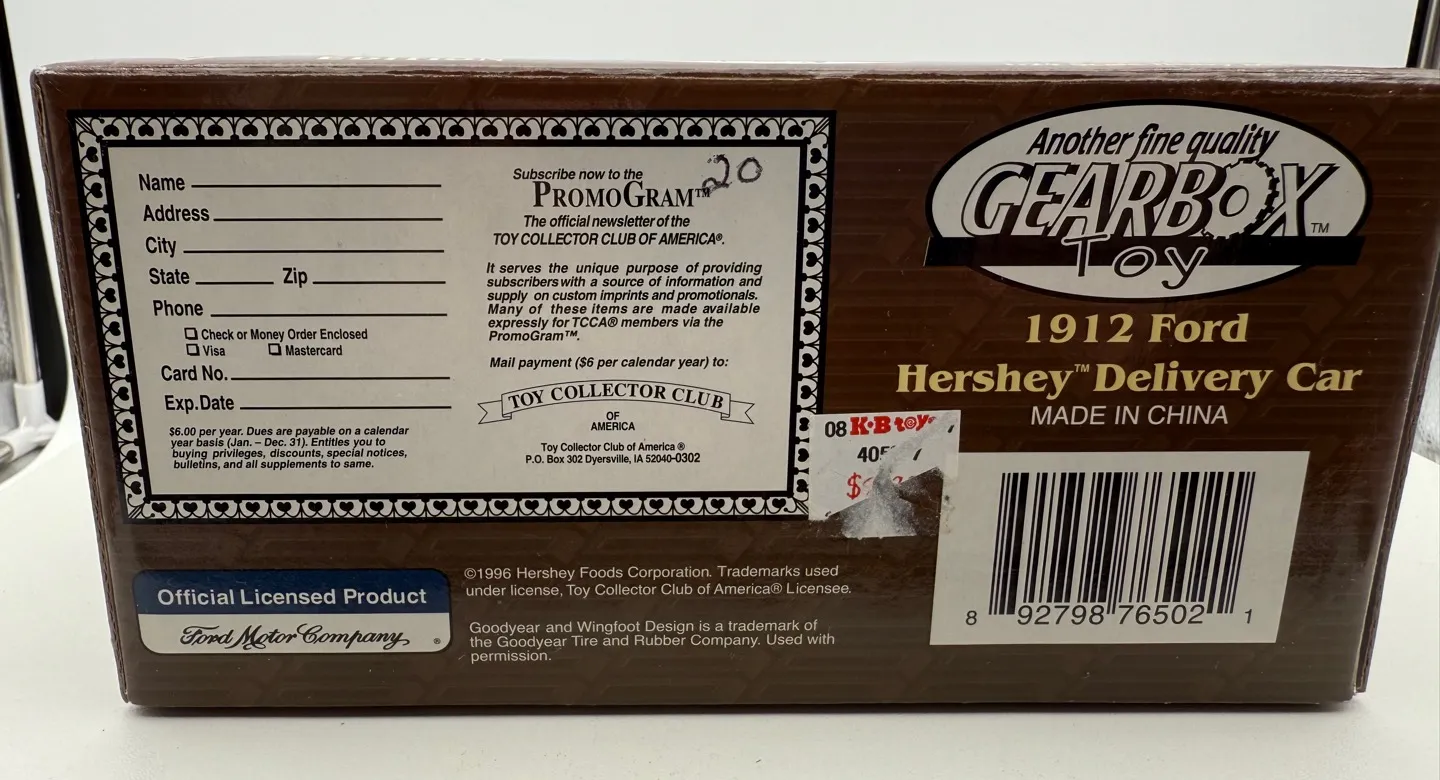 Name
Address
City
State Zip
Phone
Check or Money Order Enclosed
Visa Mastercard
Card No.
Exp.Date
$6.00 per year. Dues are payable on a calendar
year basis (Jan. – Dec. 31). Entitles you to
buying privileges, discounts, special notices,
bulletins, and all supplements to same.
20
Subscribe now to the
PROMOGRAM™
The official newsletter of the
TOY COLLECTOR CLUB OF AMERICA®.
It serves the unique purpose of providing
subscribers with a source of information and
supply on custom imprints and promotionals.
Many of these items are made available
expressly for TCCA® members via the
PromoGram™.
Mail payment ($6 per calendar year) to:
TOY COLLECTOR CLUB
OF
AMERICA
Toy Collector Club of America ®
P.O. Box 302 Dyersville, IA 52040-0302
Another fine quality
GEARBOX™
Toy
1912 Ford
Hershey™ Delivery Car
MADE IN CHINA
08 K·B toys
$
8 92798 76502 1
Official Licensed Product
Ford Motor Company ®
©1996 Hershey Foods Corporation. Trademarks used
under license, Toy Collector Club of America® Licensee.
Goodyear and Wingfoot Design is a trademark of
the Goodyear Tire and Rubber Company. Used with
permission.